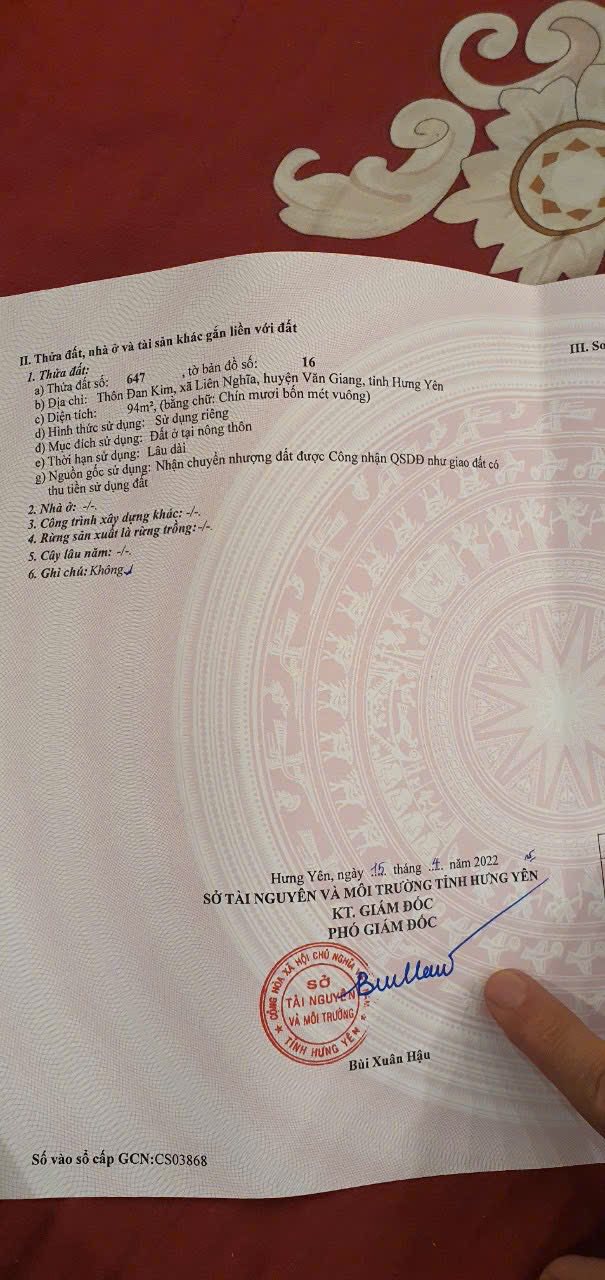 II. Thửa đất, nhà ở và tài sản khác gắn liền với đất
1. Thửa đất:
a) Thửa đất số: 647 , tờ bản đồ số: 16
b) Địa chỉ: Thôn Đan Kim, xã Liên Nghĩa, huyện Văn Giang, tỉnh Hưng Yên
c) Diện tích: 94m², (bằng chữ: Chín mươi bốn mét vuông)
d) Hình thức sử dụng: Sử dụng riêng
đ) Mục đích sử dụng: Đất ở tại nông thôn
e) Thời hạn sử dụng: Lâu dài
g) Nguồn gốc sử dụng: Nhận chuyển nhượng đất được Công nhận QSDĐ như giao đất có
thu tiền sử dụng đất
2. Nhà ở: -/-.
3. Công trình xây dựng khác: -/-.
4. Rừng sản xuất là rừng trồng:-/-.
5. Cây lâu năm: -/-.
6. Ghi chú: Không
III. Sơ
Hưng Yên, ngày 15 tháng 4 năm 2022
SỞ TÀI NGUYÊN VÀ MÔI TRƯỜNG TỈNH HƯNG YÊN
KT. GIÁM ĐỐC
PHÓ GIÁM ĐỐC
CỘNG HÒA XÃ HỘI CHỦ NGHĨA
SỞ
TÀI NGUYÊN
VÀ MÔI TRƯỜNG
TỈNH HƯNG YÊN
Bùi Xuân Hậu
Số vào sổ cấp GCN:CS03868